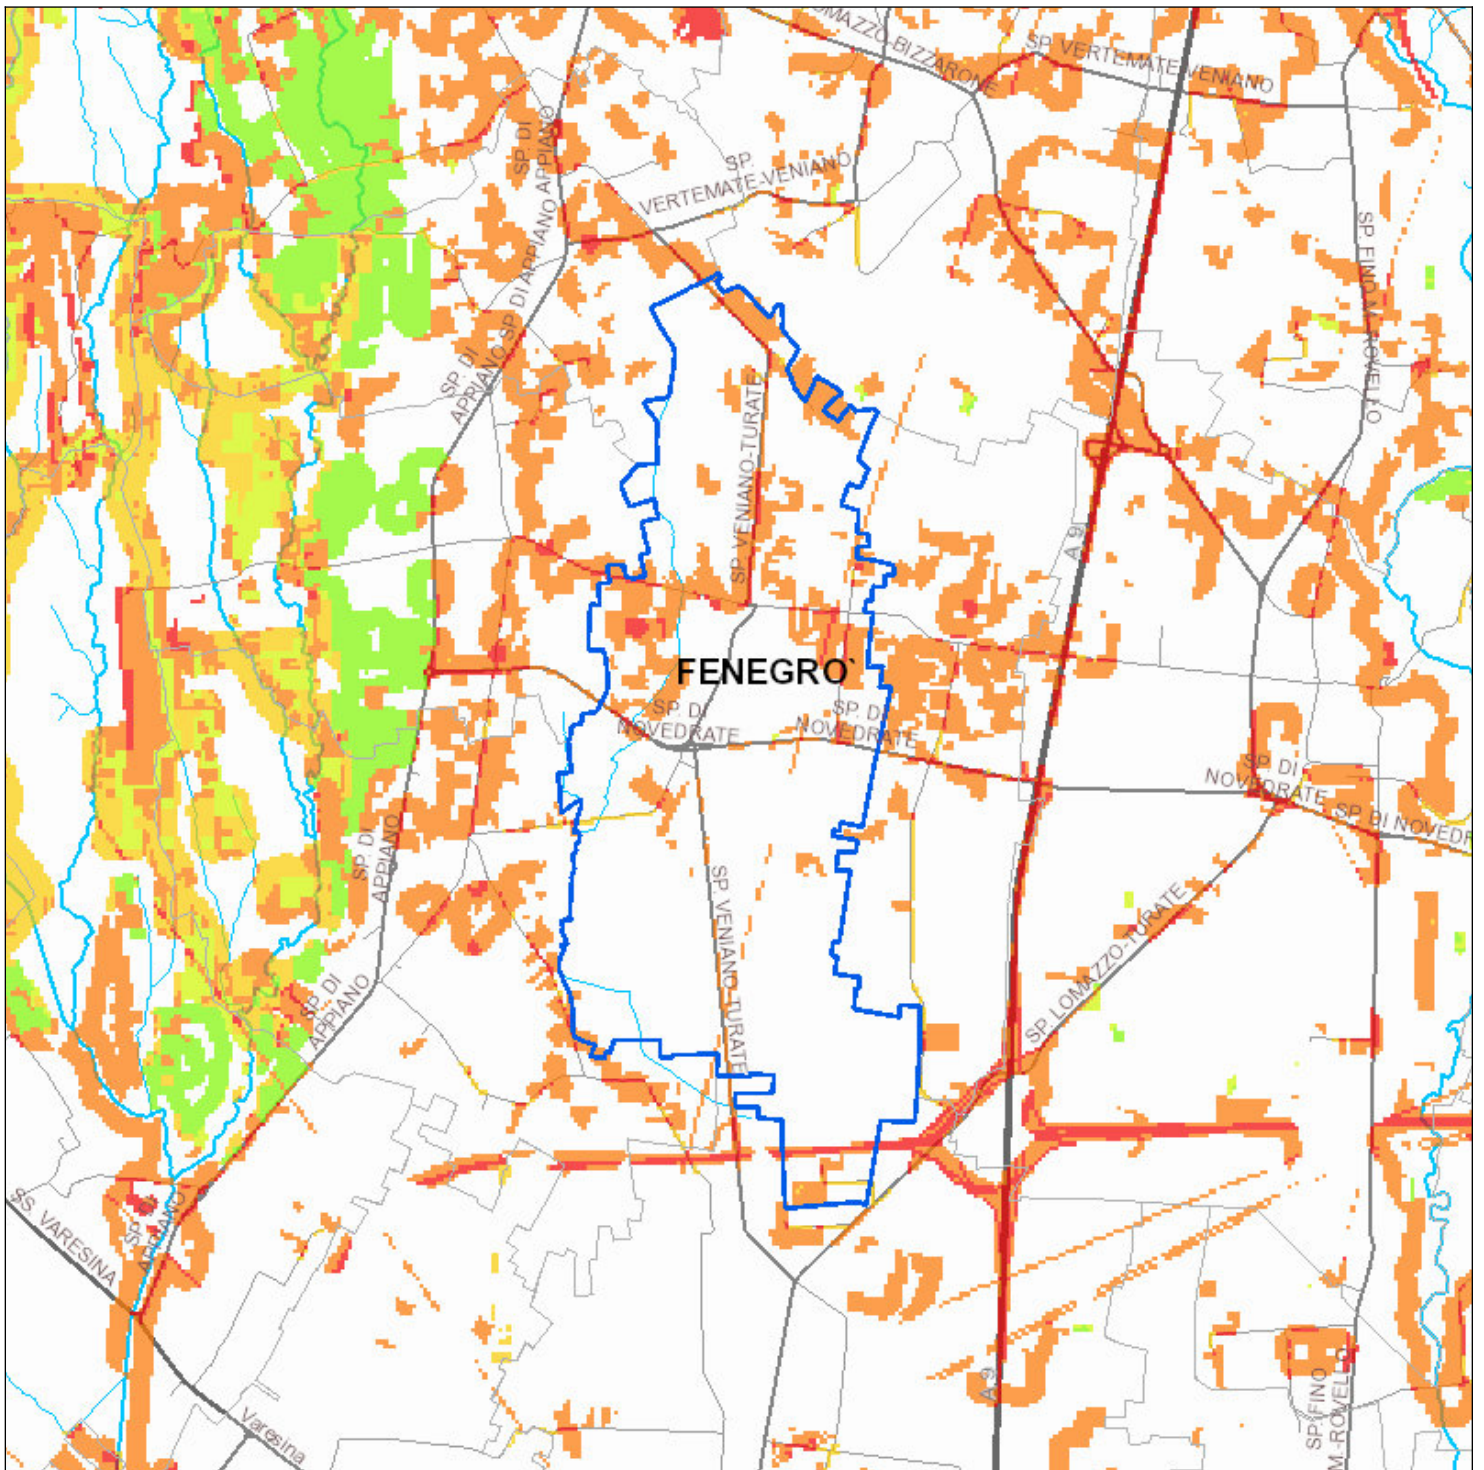 OMAZZO-BIZZARONE
SP. VERTEMATE-VENIANO
SP. DI
APPIANO
SP.
VERTEMATE-VENIANO
SP. DI APPIANO
SP. FINO M.-ROVELLO
SP. DI
APPIANO
SP. VENIANO-TURATE
A 9
FENEGRO`
SP. DI
NOVEDRATE
SP. DI
NOVEDRATE
SP. DI
NOVEDRATE
SP. DI NOVEDR
SP. DI
APPIANO
SP. VENIANO-TURATE
SP. LOMAZZO-TURATE
SP. DI
APPIANO
SS. VARESINA
SP. DI
APPIANO
A 9
SP. FINO
M.-ROVELLO
Varesina